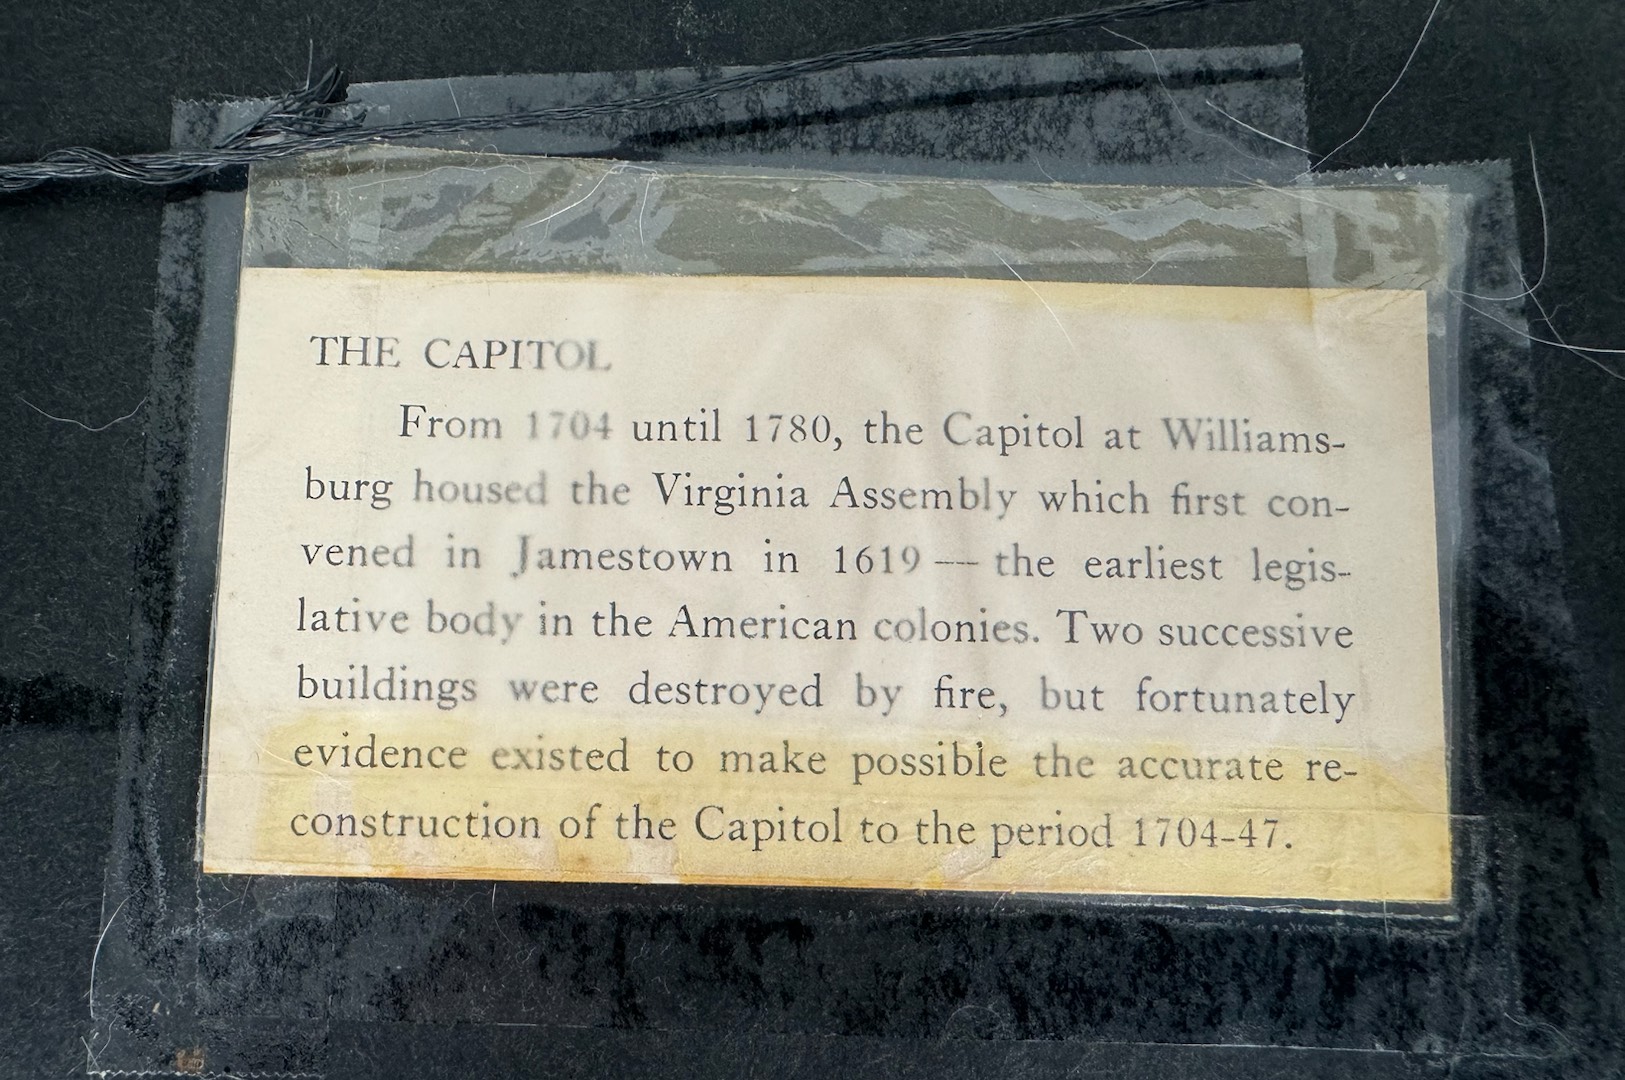 THE CAPITOL
From 1704 until 1780, the Capitol at Williams-
burg housed the Virginia Assembly which first con-
vened in Jamestown in 1619 — the earliest legis-
lative body in the American colonies. Two successive
buildings were destroyed by fire, but fortunately
evidence existed to make possible the accurate re-
construction of the Capitol to the period 1704-47.